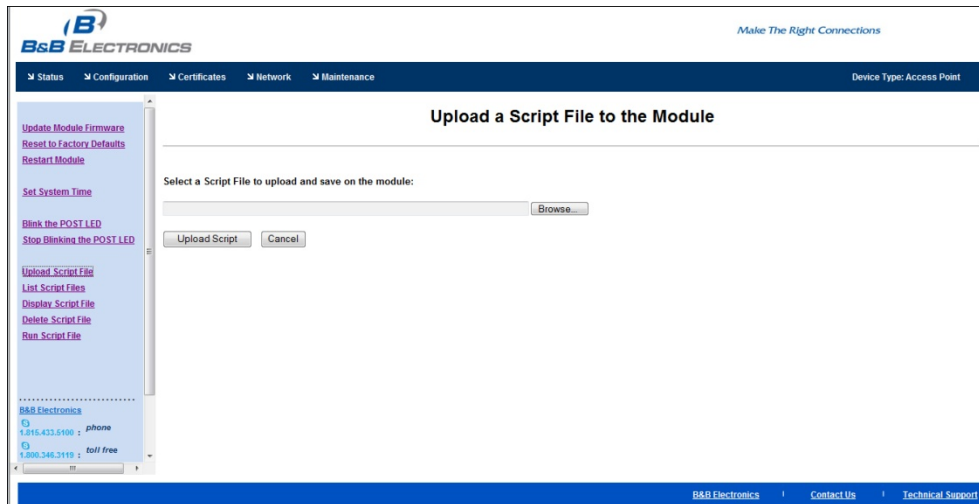 B&B ELECTRONICS
Make The Right Connections
Status Configuration Certificates Network Maintenance Device Type: Access Point
Update Module Firmware
Reset to Factory Defaults
Restart Module
Set System Time
Blink the POST LED
Stop Blinking the POST LED
Upload Script File
List Script Files
Display Script File
Delete Script File
Run Script File
B&B Electronics
1.815.433.5100 : phone
1.800.346.3119 : toll free
Upload a Script File to the Module
Select a Script File to upload and save on the module:
Browse...
Upload Script Cancel
B&B Electronics | Contact Us | Technical Support